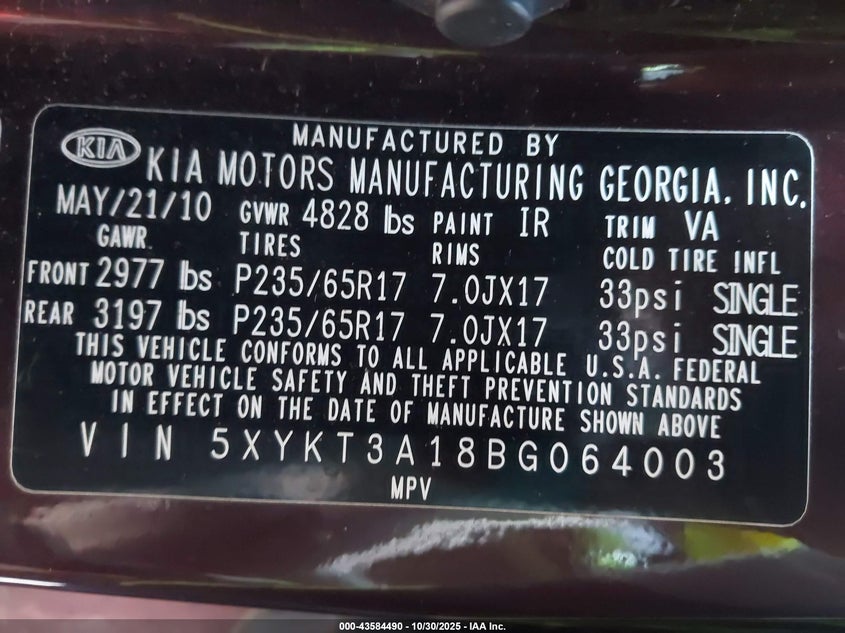 MANUFACTURED BY
KIA KIA MOTORS MANUFACTURING GEORGIA, INC.
MAY/21/10 GVWR 4828 lbs PAINT IR TRIM VA
GAWR TIRES RIMS COLD TIRE INFL
FRONT 2977 lbs P235/65R17 7.0JX17 33psi SINGLE
REAR 3197 lbs P235/65R17 7.0JX17 33psi SINGLE
THIS VEHICLE CONFORMS TO ALL APPLICABLE U.S.A. FEDERAL
MOTOR VEHICLE SAFETY AND THEFT PREVENTION STANDARDS
IN EFFECT ON THE DATE OF MANUFACTURE SHOWN ABOVE
VIN 5XYKT3A18BG064003
MPV
000-43584490 - 10/30/2025 - IAA Inc.